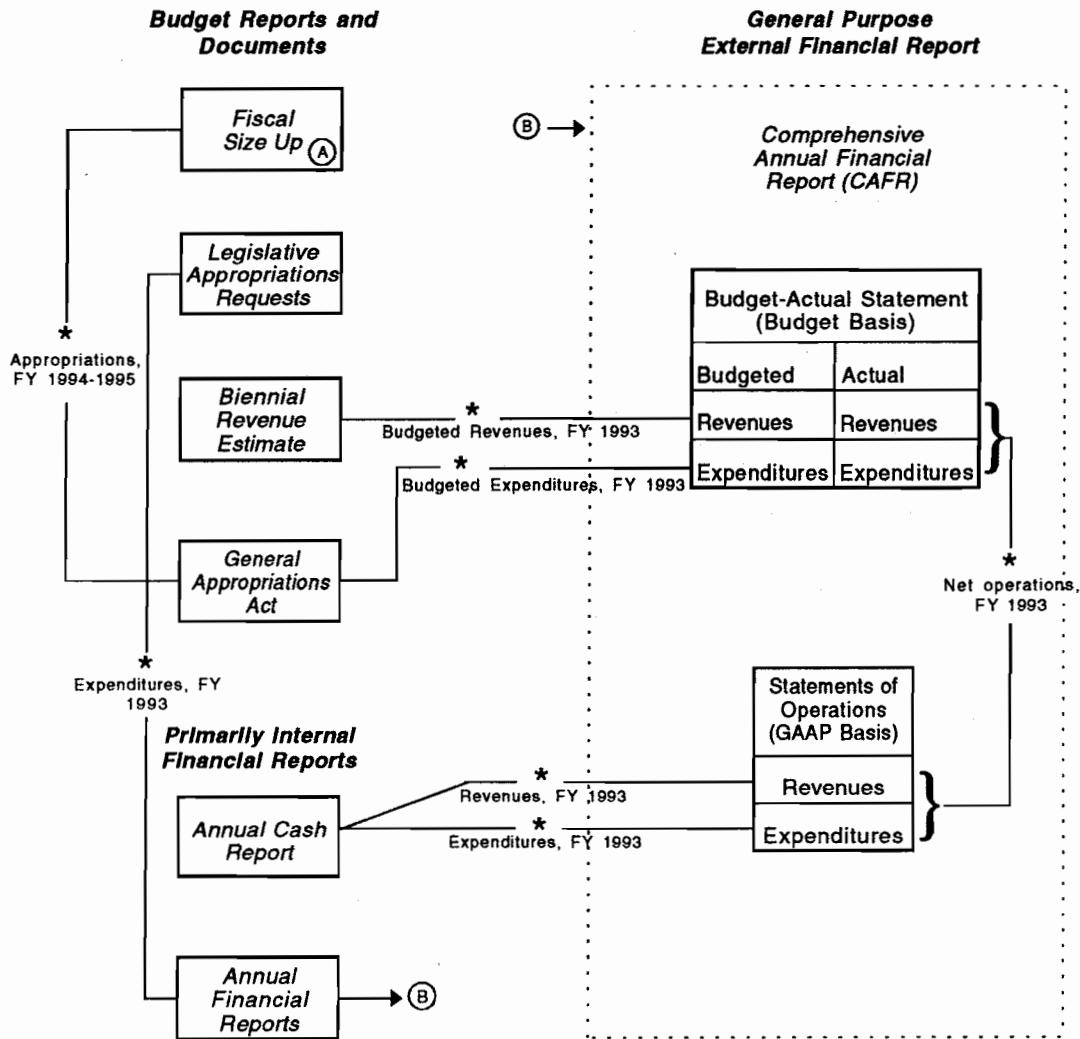 Budget Reports and
Documents
General Purpose
External Financial Report
Fiscal
Size Up
A
B
Comprehensive
Annual Financial
Report (CAFR)
Legislative
Appropriations
Requests
*
Appropriations,
FY 1994-1995
Budget-Actual Statement
(Budget Basis)
Budgeted
Actual
Revenues
Revenues
Expenditures
Expenditures
Biennial
Revenue
Estimate
*
Budgeted Revenues, FY 1993
*
Budgeted Expenditures, FY 1993
General
Appropriations
Act
*
Net operations,
FY 1993
*
Expenditures, FY
1993
Primarily Internal
Financial Reports
Statements of
Operations
(GAAP Basis)
Revenues
Expenditures
*
Revenues, FY 1993
*
Expenditures, FY 1993
Annual Cash
Report
Annual
Financial
Reports
B